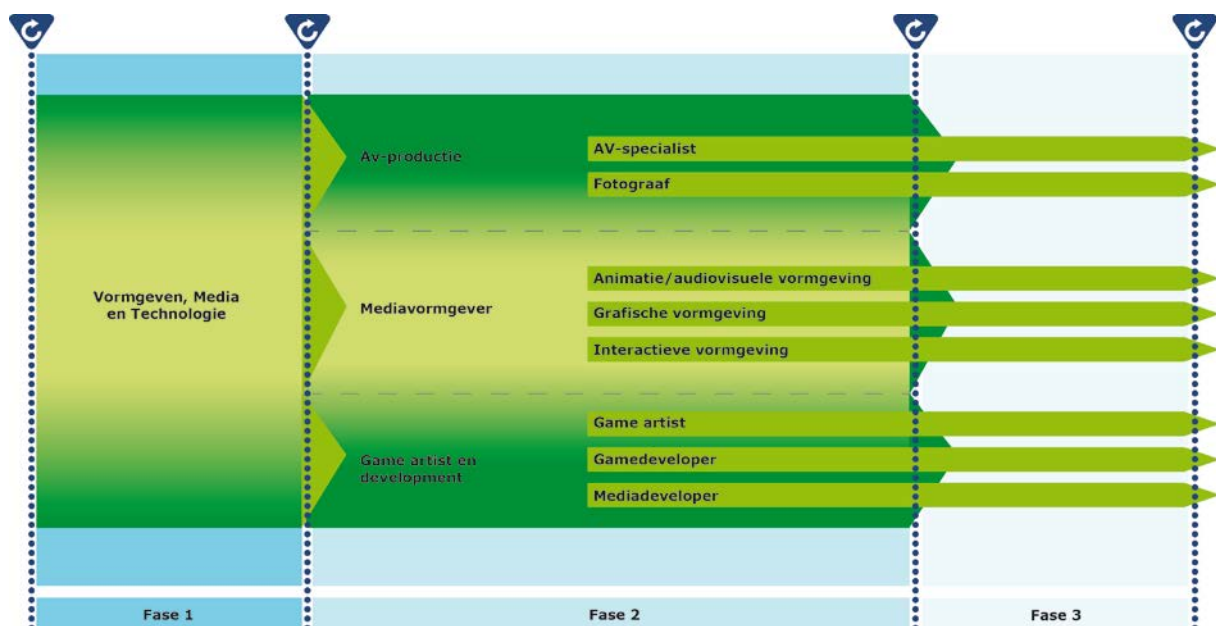 Vormgeven, Media
en Technologie
Av-productie
AV-specialist
Fotograaf
Mediavormgever
Animatie/audiovisuele vormgeving
Grafische vormgeving
Interactieve vormgeving
Game artist en
development
Game artist
Gamedeveloper
Mediadeveloper
Fase 1
Fase 2
Fase 3